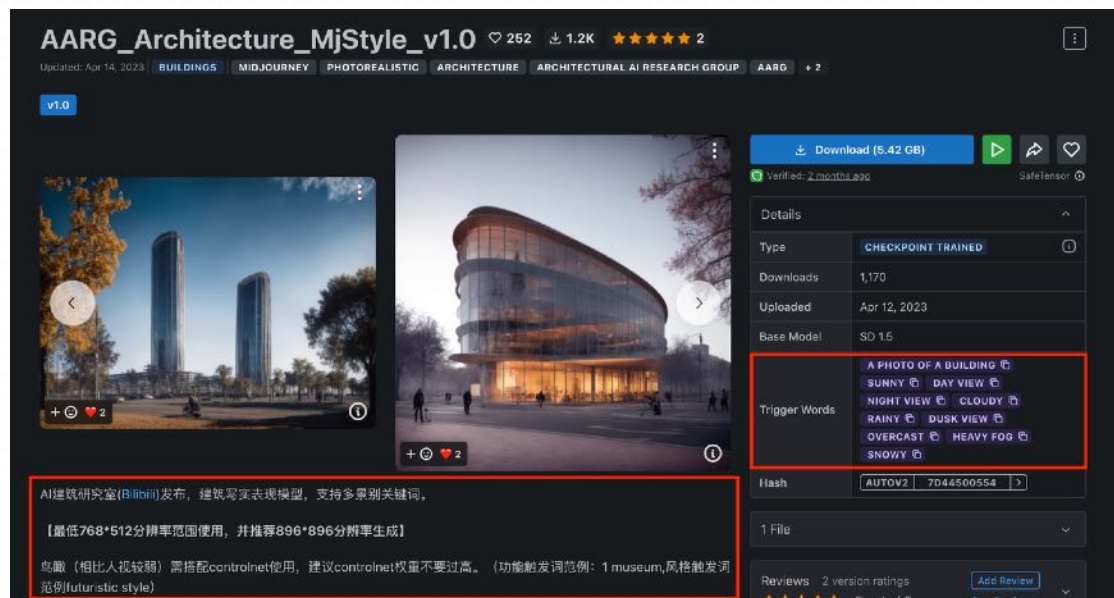 AARG_Architecture_MjStyle_v1.0 252 1.2K 2
Updated: Apr 14, 2023 BUILDINGS MIDJOURNEY PHOTOREALISTIC ARCHITECTURE ARCHITECTURAL AI RESEARCH GROUP AARG + 2
v1.0
Download (5.42 GB)
Verified: 2 months ago SafeTensor
Details
Type CHECKPOINT TRAINED
Downloads 1,170
Uploaded Apr 12, 2023
Base Model SD 1.5
Trigger Words
A PHOTO OF A BUILDING
SUNNY DAY VIEW
NIGHT VIEW CLOUDY
RAINY DUSK VIEW
OVERCAST HEAVY FOG
SNOWY
Hash AUTOV2 7D44500554
1 File
Reviews 2 version ratings Add Review
+ 2
+ 2
AI建筑研究室(Bilibili)发布，建筑写实表现模型，支持多景别关键词。
【最低768*512分辨率范围使用，并推荐896*896分辨率生成】
鸟瞰（相比人视较弱）需搭配controlnet使用，建议controlnet权重不要过高。（功能触发词范例：1 museum,风格触发词
范例futuristic style）